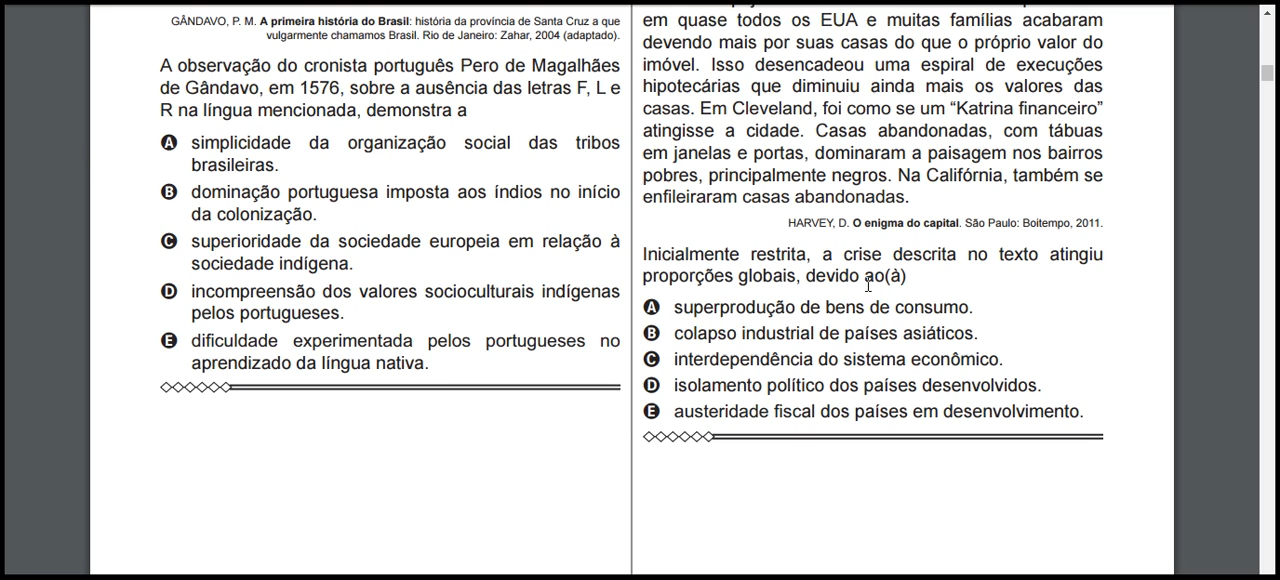 GÂNDAVO, P. M. A primeira história do Brasil: história da província de Santa Cruz a que
vulgarmente chamamos Brasil. Rio de Janeiro: Zahar, 2004 (adaptado).
A observação do cronista português Pero de Magalhães
de Gândavo, em 1576, sobre a ausência das letras F, L e
R na língua mencionada, demonstra a
A simplicidade da organização social das tribos
brasileiras.
B dominação portuguesa imposta aos índios no início
da colonização.
C superioridade da sociedade europeia em relação à
sociedade indígena.
D incompreensão dos valores socioculturais indígenas
pelos portugueses.
E dificuldade experimentada pelos portugueses no
aprendizado da língua nativa.
em quase todos os EUA e muitas famílias acabaram
devendo mais por suas casas do que o próprio valor do
imóvel. Isso desencadeou uma espiral de execuções
hipotecárias que diminuiu ainda mais os valores das
casas. Em Cleveland, foi como se um “Katrina financeiro”
atingisse a cidade. Casas abandonadas, com tábuas
em janelas e portas, dominaram a paisagem nos bairros
pobres, principalmente negros. Na Califórnia, também se
enfileiraram casas abandonadas.
HARVEY, D. O enigma do capital. São Paulo: Boitempo, 2011.
Inicialmente restrita, a crise descrita no texto atingiu
proporções globais, devido ao(à)
A superprodução de bens de consumo.
B colapso industrial de países asiáticos.
C interdependência do sistema econômico.
D isolamento político dos países desenvolvidos.
E austeridade fiscal dos países em desenvolvimento.